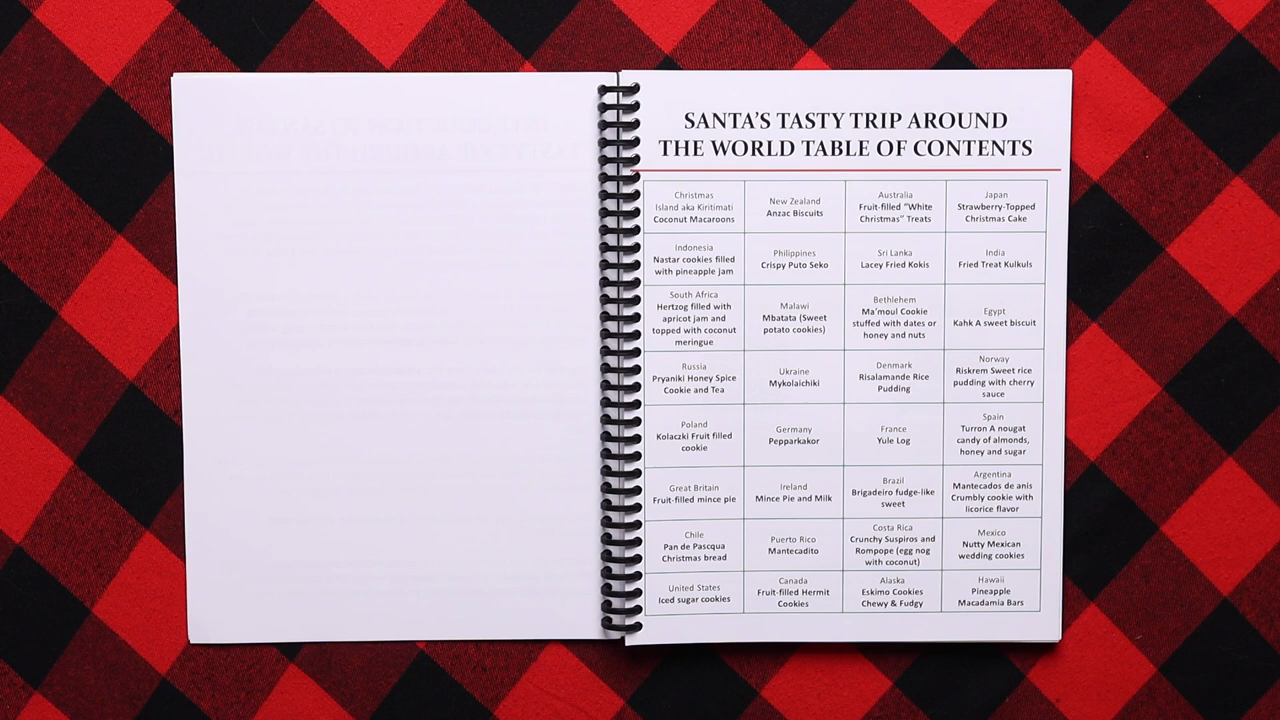 SANTA'S TASTY TRIP AROUND
THE WORLD TABLE OF CONTENTS
Christmas
Island aka Kiritimati
Coconut Macaroons
New Zealand
Anzac Biscuits
Australia
Fruit-filled "White
Christmas" Treats
Japan
Strawberry-Topped
Christmas Cake
Indonesia
Nastar cookies filled
with pineapple jam
Philippines
Crispy Puto Seko
Sri Lanka
Lacey Fried Kokis
India
Fried Treat Kulkuls
South Africa
Hertzog filled with
apricot jam and
topped with coconut
meringue
Malawi
Mbatata (Sweet
potato cookies)
Bethlehem
Ma'moul Cookie
stuffed with dates or
honey and nuts
Egypt
Kahk A sweet biscuit
Russia
Pryaniki Honey Spice
Cookie and Tea
Ukraine
Mykolaichiki
Denmark
Risalamande Rice
Pudding
Norway
Riskrem Sweet rice
pudding with cherry
sauce
Poland
Kolaczki Fruit filled
cookie
Germany
Pepparkakor
France
Yule Log
Spain
Turron A nougat
candy of almonds,
honey and sugar
Great Britain
Fruit-filled mince pie
Ireland
Mince Pie and Milk
Brazil
Brigadeiro fudge-like
sweet
Argentina
Mantecados de anis
Crumbly cookie with
licorice flavor
Chile
Pan de Pascqua
Christmas bread
Puerto Rico
Mantecadito
Costa Rica
Crunchy Suspiros and
Rompope (egg nog
with coconut)
Mexico
Nutty Mexican
wedding cookies
United States
Iced sugar cookies
Canada
Fruit-filled Hermit
Cookies
Alaska
Eskimo Cookies
Chewy & Fudgy
Hawaii
Pineapple
Macadamia Bars